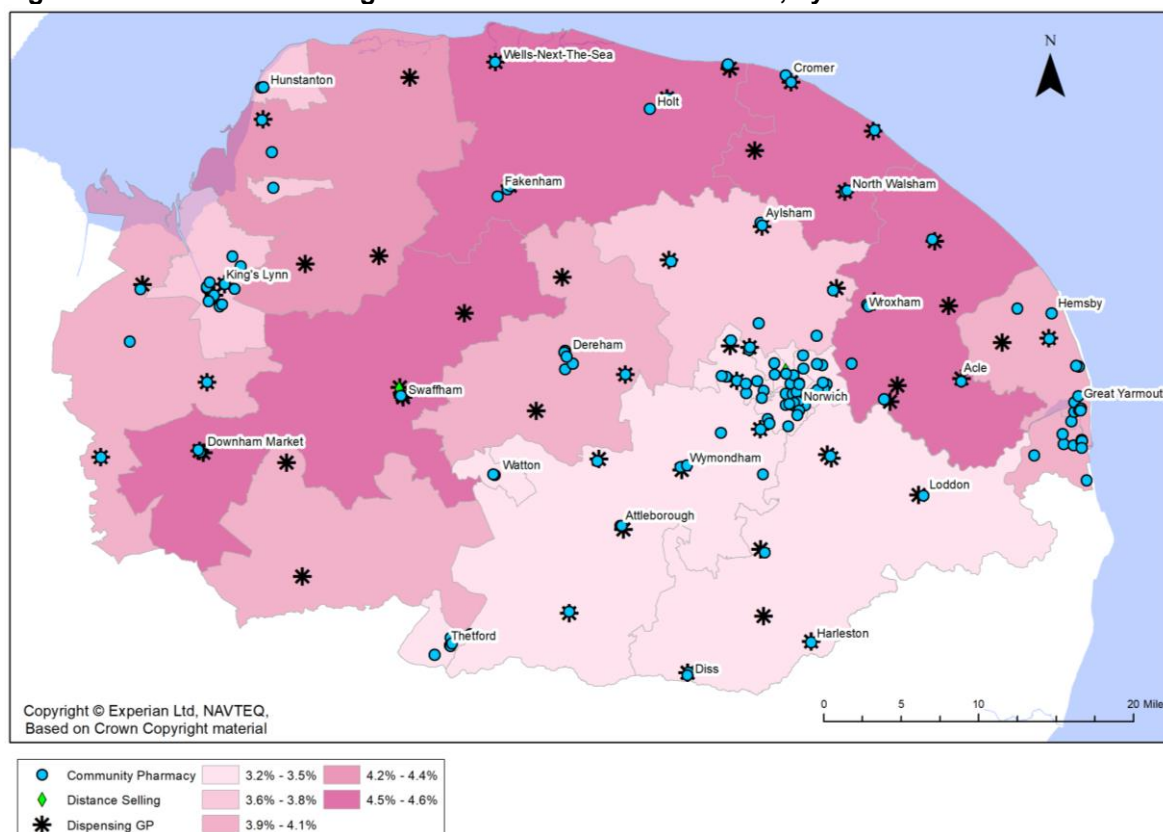 N
Wells-Next-The-Sea
Cromer
Hunstanton
Holt
Fakenham
North Walsham
Aylsham
King's Lynn
Wroxham
Hemsby
Dereham
Swaffham
Acle
Norwich
Great Yarmout
Downham Market
Watton
Wymondham
Loddon
Attleborough
Thetford
Harleston
Diss
Copyright © Experian Ltd, NAVTEQ,
Based on Crown Copyright material
0 5 10 20 Mile
Community Pharmacy 3.2% - 3.5% 4.2% - 4.4%
Distance Selling 3.6% - 3.8% 4.5% - 4.6%
Dispensing GP 3.9% - 4.1%